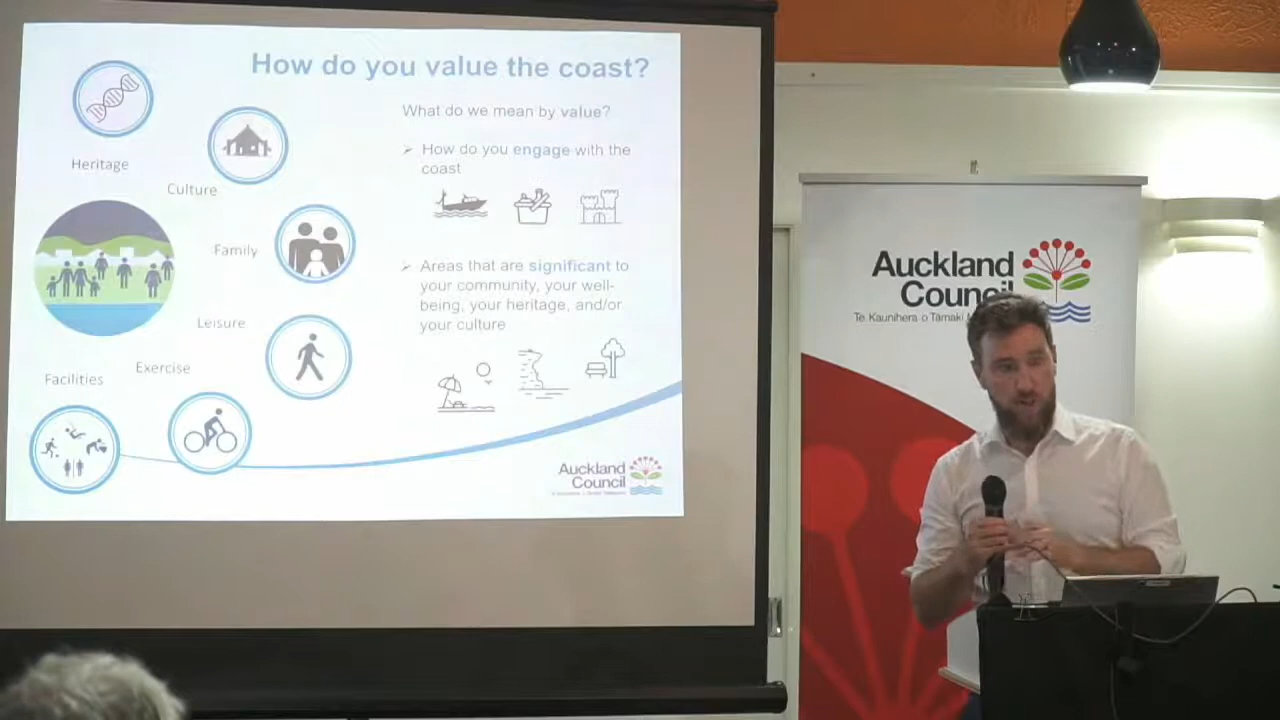 How do you value the coast?
Heritage
Culture
Family
Leisure
Exercise
Facilities
What do we mean by value?
➢ How do you engage with the
coast
➢ Areas that are significant to
your community, your well-
being, your heritage, and/or
your culture
Auckland
Council
Auckland
Council
Te Kaunihera o Tāmaki